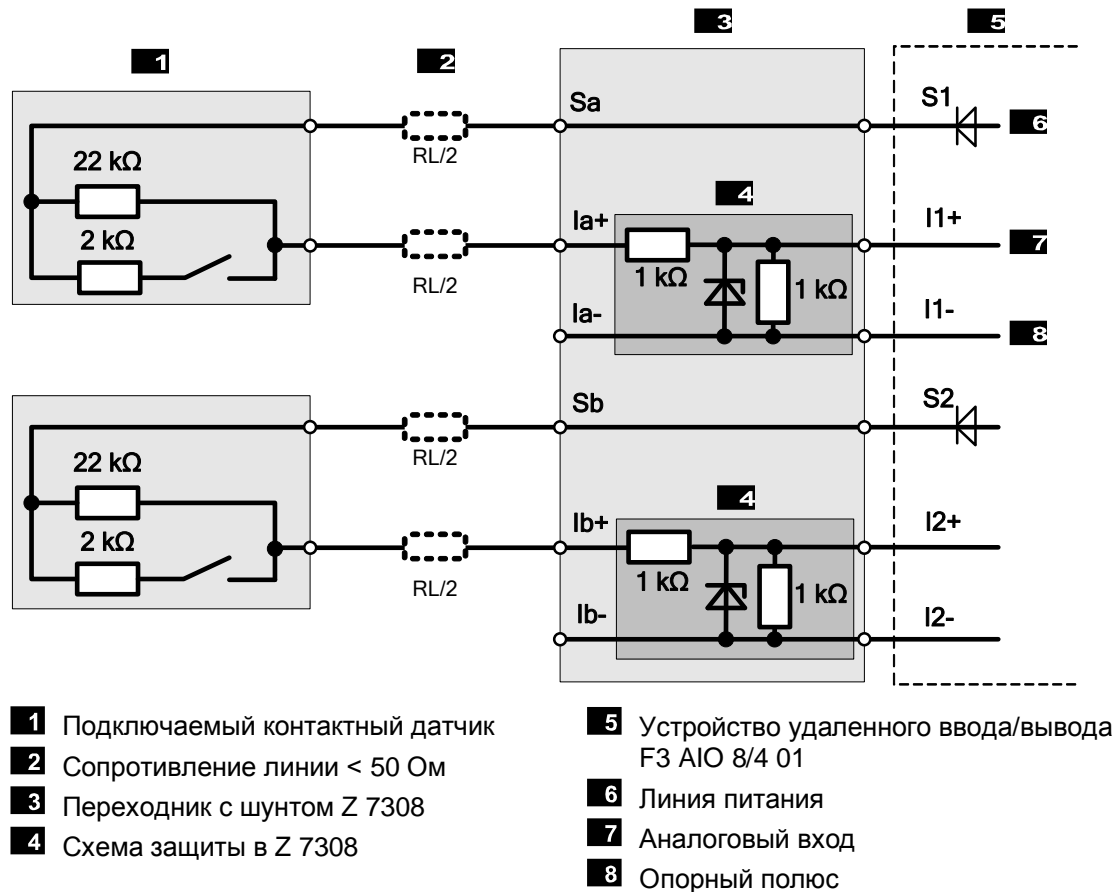 3 5
1 2
Sa S1 6
RL/2
22 kΩ
4
2 kΩ Ia+ I1+ 7
RL/2 1 kΩ 1 kΩ
Ia- I1- 8
Sb S2
RL/2
22 kΩ
4
2 kΩ Ib+ I2+
RL/2 1 kΩ 1 kΩ
Ib- I2-
1 Подключаемый контактный датчик
2 Сопротивление линии < 50 Ом
3 Переходник с шунтом Z 7308
4 Схема защиты в Z 7308
5 Устройство удаленного ввода/вывода
F3 AIO 8/4 01
6 Линия питания
7 Аналоговый вход
8 Опорный полюс